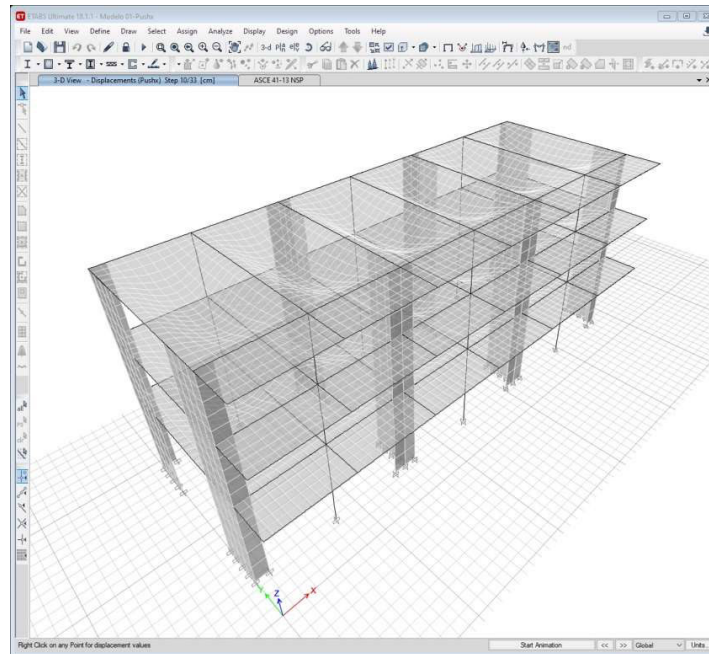 ETABS Ultimate 18.1.1 - Modelo 01-Pushx
File Edit View Define Draw Select Assign Analyze Display Design Options Tools Help
3-d
3-D View - Displacements (Pushx) Step 10/33 [cm]
ASCE 41-13 NSP
Z
X
Y
Right Click on any Point for displacement values
Start Animation << >> Global Units...